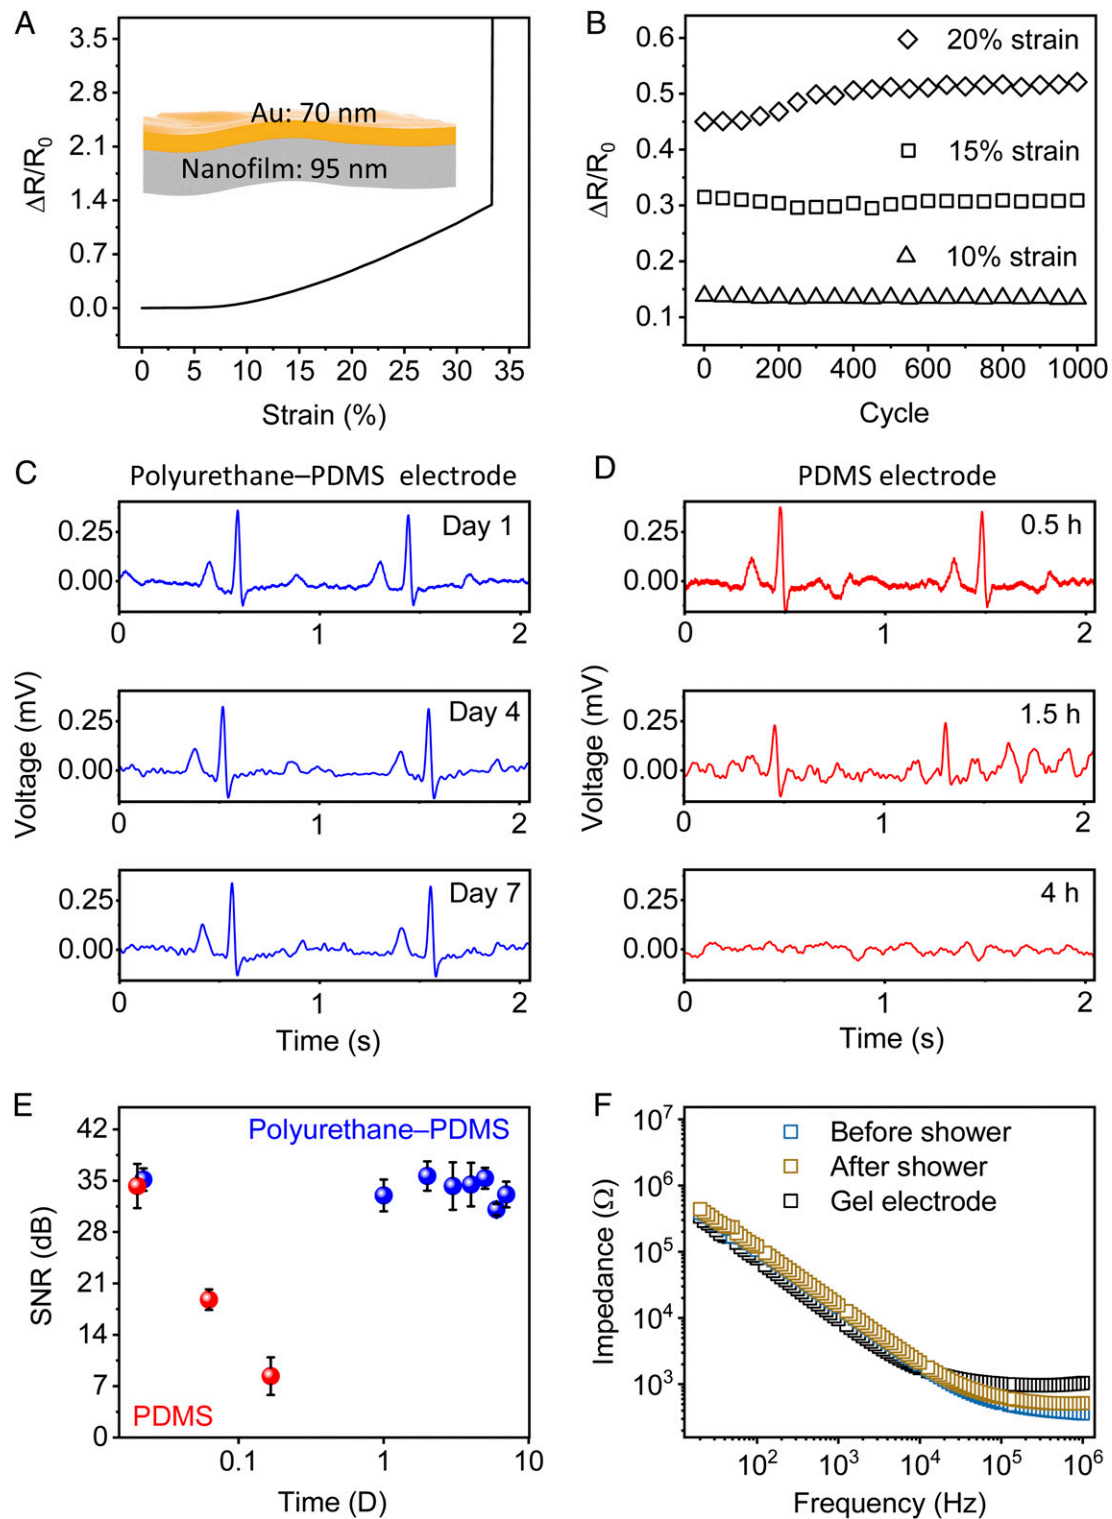 A
3.5
2.8
2.1
1.4
0.7
0.0
ΔR/R0
Au: 70 nm
Nanofilm: 95 nm
0 5 10 15 20 25 30 35
Strain (%)
B
0.6
0.5
0.4
0.3
0.2
0.1
ΔR/R0
20% strain
15% strain
10% strain
0 200 400 600 800 1000
Cycle
C
Polyurethane–PDMS electrode
0.25
0.00
Day 1
0 1 2
0.25
0.00
Day 4
0 1 2
0.25
0.00
Day 7
0 1 2
Voltage (mV)
Time (s)
D
PDMS electrode
0.25
0.00
0.5 h
0 1 2
0.25
0.00
1.5 h
0 1 2
0.25
0.00
4 h
0 1 2
Voltage (mV)
Time (s)
E
42
35
28
21
14
7
0
SNR (dB)
Polyurethane–PDMS
PDMS
0.1 1 10
Time (D)
F
10^7
10^6
10^5
10^4
10^3
Impedance (Ω)
Before shower
After shower
Gel electrode
10^2 10^3 10^4 10^5 10^6
Frequency (Hz)